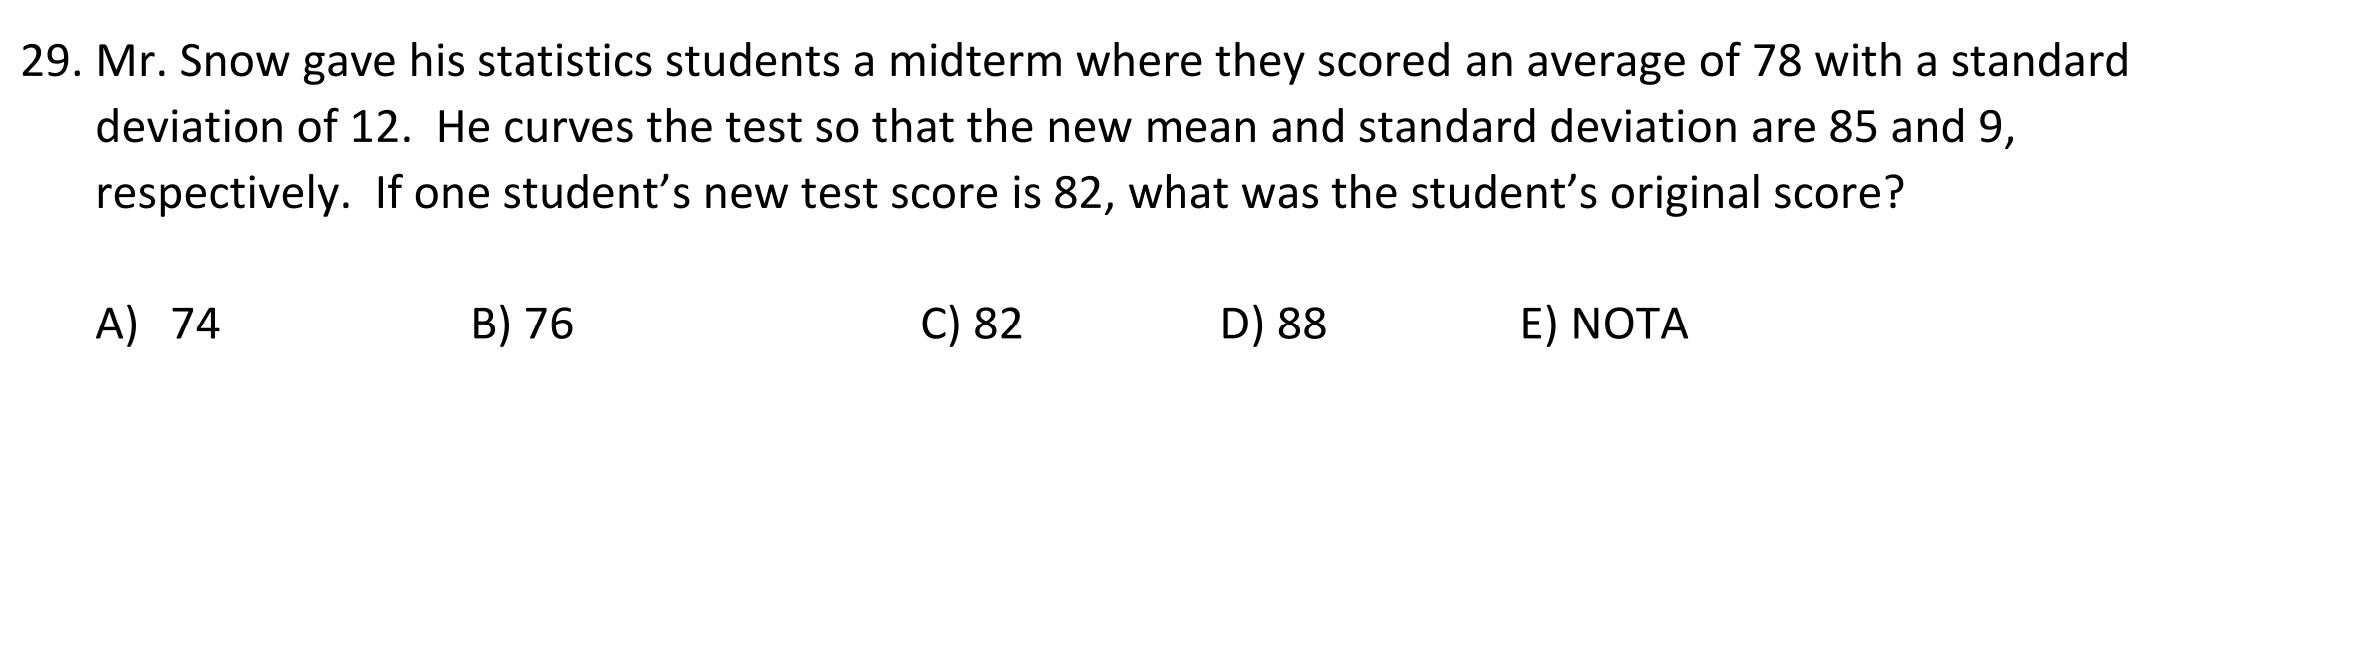 29. Mr. Snow gave his statistics students a midterm where they scored an average of 78 with a standard
deviation of 12.  He curves the test so that the new mean and standard deviation are 85 and 9,
respectively.  If one student’s new test score is 82, what was the student’s original score?
A) 74 B) 76 C) 82 D) 88 E) NOTA